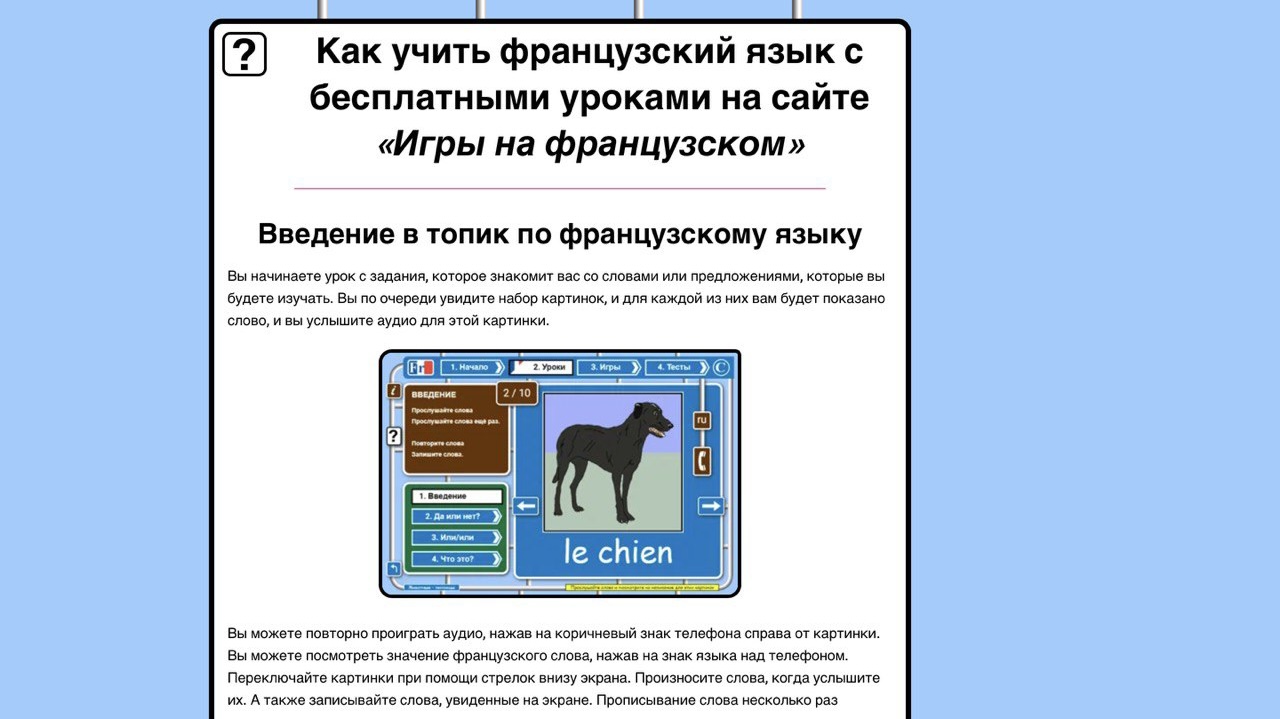 ?
Как учить французский язык с
бесплатными уроками на сайте
«Игры на французском»
Введение в топик по французскому языку
Вы начинаете урок с задания, которое знакомит вас со словами или предложениями, которые вы
будете изучать. Вы по очереди увидите набор картинок, и для каждой из них вам будет показано
слово, и вы услышите аудио для этой картинки.
Fr
1. Начало
2. Уроки
3. Игры
4. Тесты
C
i
ВВЕДЕНИЕ
2 / 10
Прослушайте слова
Прослушайте слова ещё раз.
ru
?
Повторите слова
Запишите слова.
1. Введение
2. Да или нет?
3. Или/или
4. Что это?
le chien
Вы можете повторно проиграть аудио, нажав на коричневый знак телефона справа от картинки.
Вы можете посмотреть значение французского слова, нажав на знак языка над телефоном.
Переключайте картинки при помощи стрелок внизу экрана. Произносите слова, когда услышите
их. А также записывайте слова, увиденные на экране. Прописывание слова несколько раз